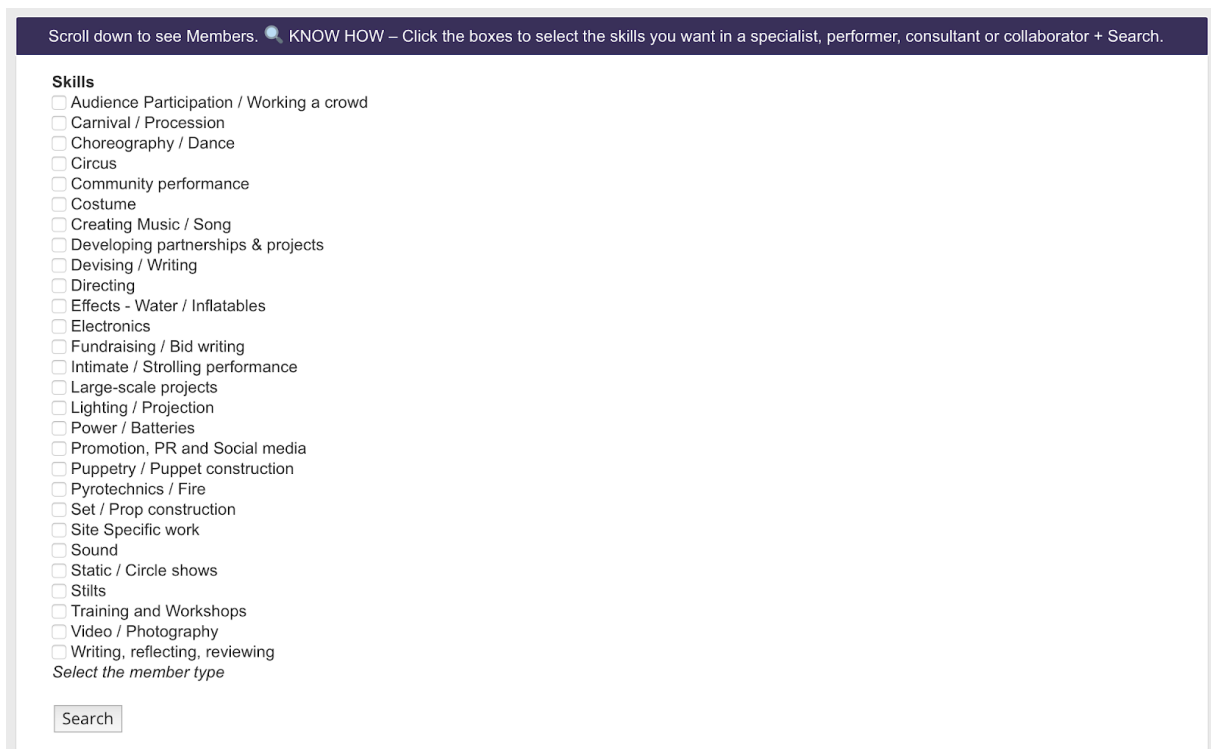 Scroll down to see Members. 🔍 KNOW HOW – Click the boxes to select the skills you want in a specialist, performer, consultant or collaborator + Search.
Skills
Audience Participation / Working a crowd
Carnival / Procession
Choreography / Dance
Circus
Community performance
Costume
Creating Music / Song
Developing partnerships & projects
Devising / Writing
Directing
Effects - Water / Inflatables
Electronics
Fundraising / Bid writing
Intimate / Strolling performance
Large-scale projects
Lighting / Projection
Power / Batteries
Promotion, PR and Social media
Puppetry / Puppet construction
Pyrotechnics / Fire
Set / Prop construction
Site Specific work
Sound
Static / Circle shows
Stilts
Training and Workshops
Video / Photography
Writing, reflecting, reviewing
Select the member type
Search